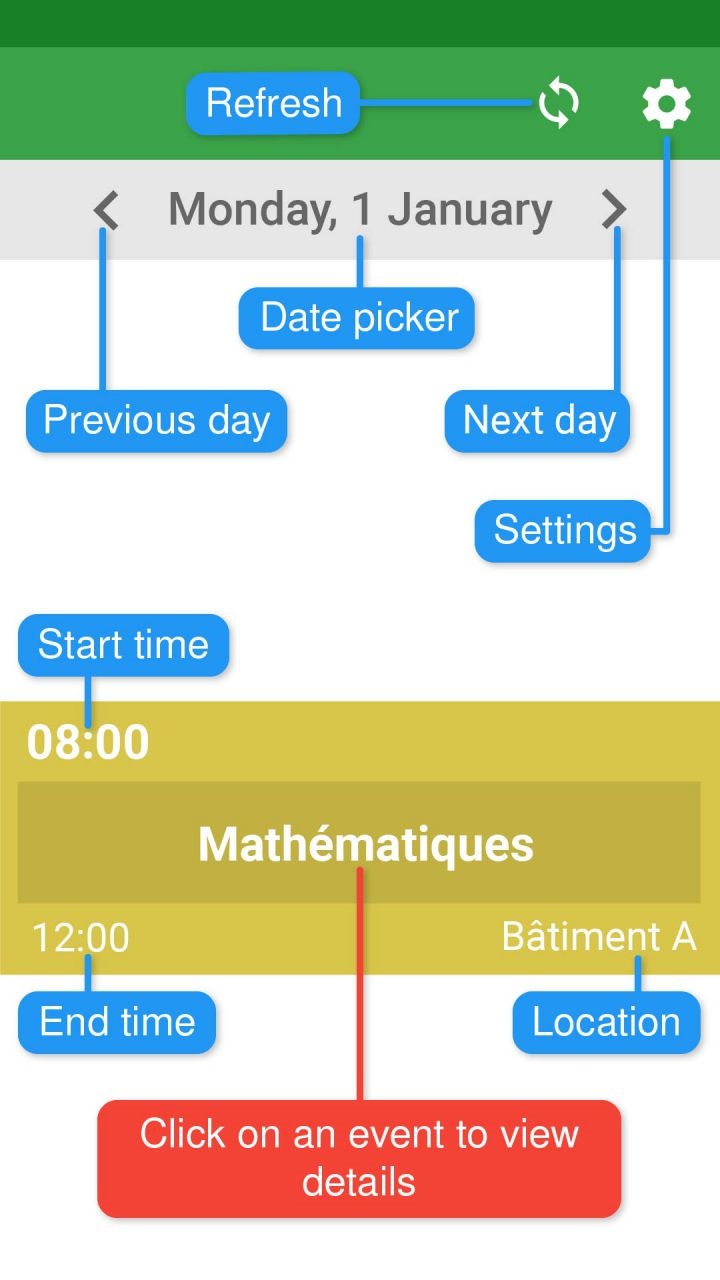 Refresh
Monday, 1 January
Date picker
Previous day
Next day
Settings
Start time
08:00
Mathématiques
12:00
Bâtiment A
End time
Location
Click on an event to view
details